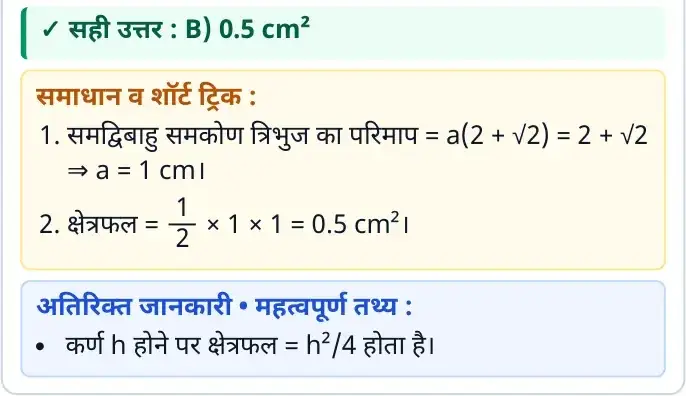 ✓ सही उत्तर : B) 0.5 cm²
समाधान व शॉर्ट ट्रिक :
1. समद्विबाहु समकोण त्रिभुज का परिमाप = a(2 + √2) = 2 + √2
⇒ a = 1 cm।
2. क्षेत्रफल = 1/2 × 1 × 1 = 0.5 cm²।
अतिरिक्त जानकारी • महत्वपूर्ण तथ्य :
• कर्ण h होने पर क्षेत्रफल = h²/4 होता है।